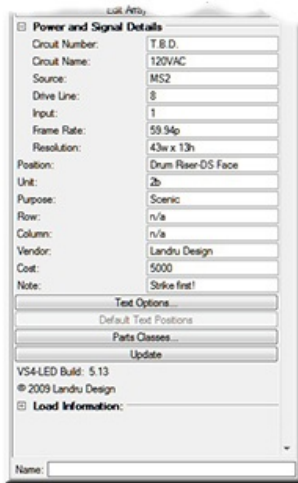 Edit Array
Power and Signal Details
Circuit Number: T.B.D.
Circuit Name: 120VAC
Source: MS2
Drive Line: 8
Input: 1
Frame Rate: 59.94p
Resolution: 43w x 13h
Position: Drum Riser-DS Face
Unit: 2b
Purpose: Scenic
Row: n/a
Column: n/a
Vendor: Landru Design
Cost: 5000
Note: Strike first!
Text Options...
Default Text Positions
Parts Classes...
Update
VS4-LED Build: 5.13
© 2009 Landru Design
Load Information:
Name: